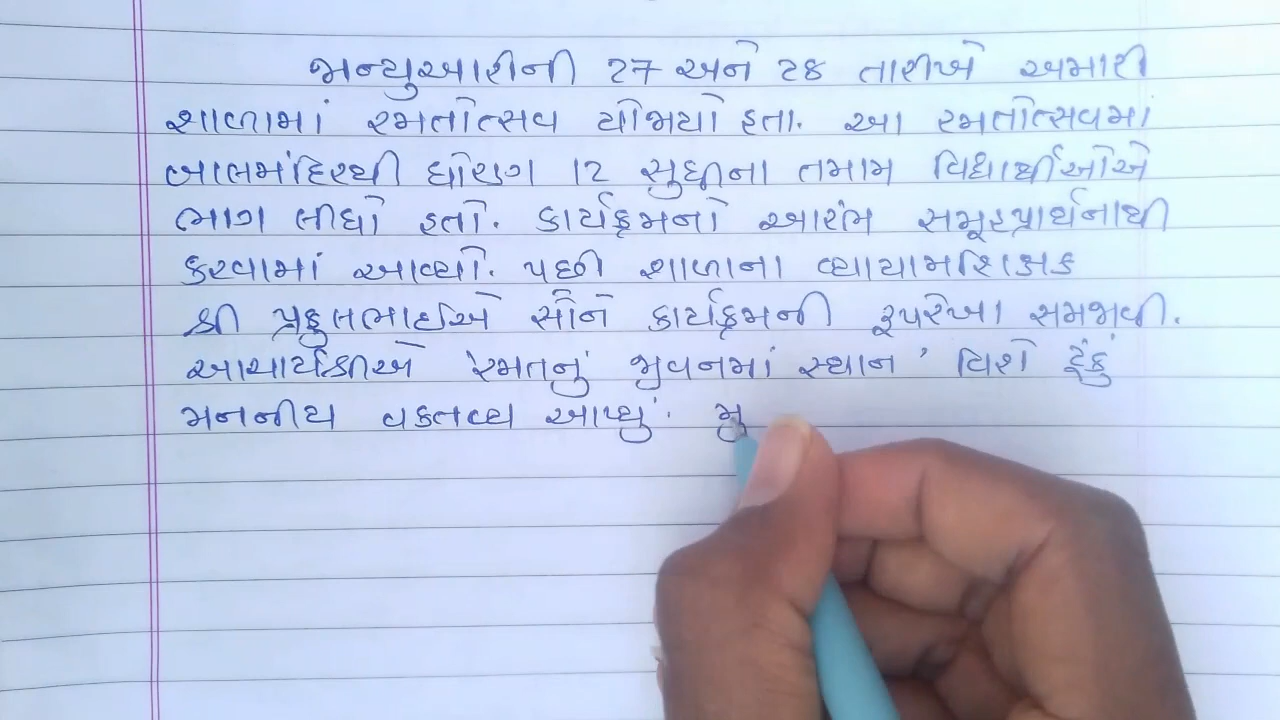 જાન્યુઆરીની 27 અને 28 તારીખે અમારી
શાળામાં રમતોત્સવ યોજાયો હતા. આ રમતોત્સવમાં
બાલમંદિરથી ધોરણ 12 સુધીના તમામ વિદ્યાર્થીઓએ
ભાગ લીધો હતો. કાર્યક્રમનો આરંભ સમૂહપ્રાર્થનાથી
કરવામાં આવ્યો. પછી શાળાના વ્યાયામશિક્ષક
શ્રી પ્રફુલભાઈએ સૌને કાર્યક્રમની રૂપરેખા સમજાવી.
આચાર્યશ્રીએ રમતનું જીવનમાં સ્થાન' વિશે ટૂંકું
મનનીય વક્તવ્ય આપ્યું. મુ